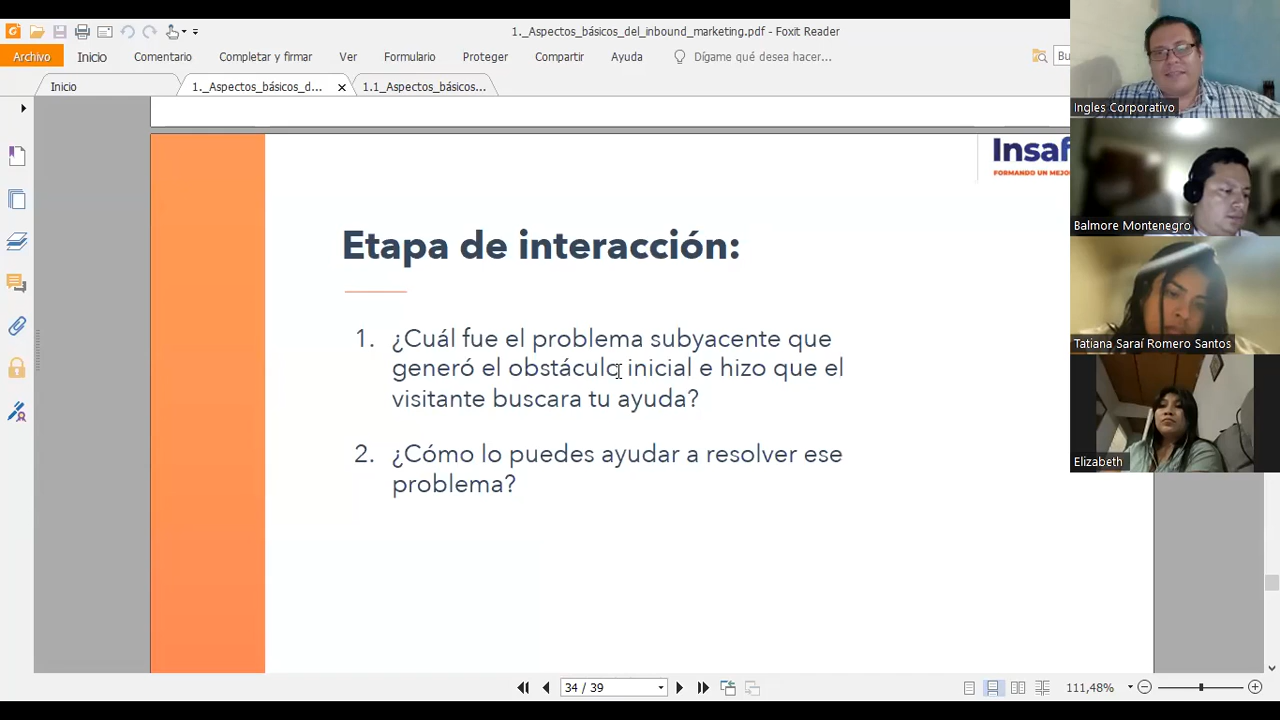 1._Aspectos_básicos_del_inbound_marketing.pdf - Foxit Reader
Archivo Inicio Comentario Completar y firmar Ver Formulario Proteger Compartir Ayuda Dígame qué desea hacer...
Inicio 1._Aspectos_básicos_d... 1.1_Aspectos_básicos...
FORMANDO UN
Etapa de interacción:
1. ¿Cuál fue el problema subyacente que
generó el obstáculo inicial e hizo que el
visitante buscara tu ayuda?
2. ¿Cómo lo puedes ayudar a resolver ese
problema?
34 / 39
111,48%
Ingles Corporativo
Balmore Montenegro
Tatiana Saraí Romero Santos
Elizabeth